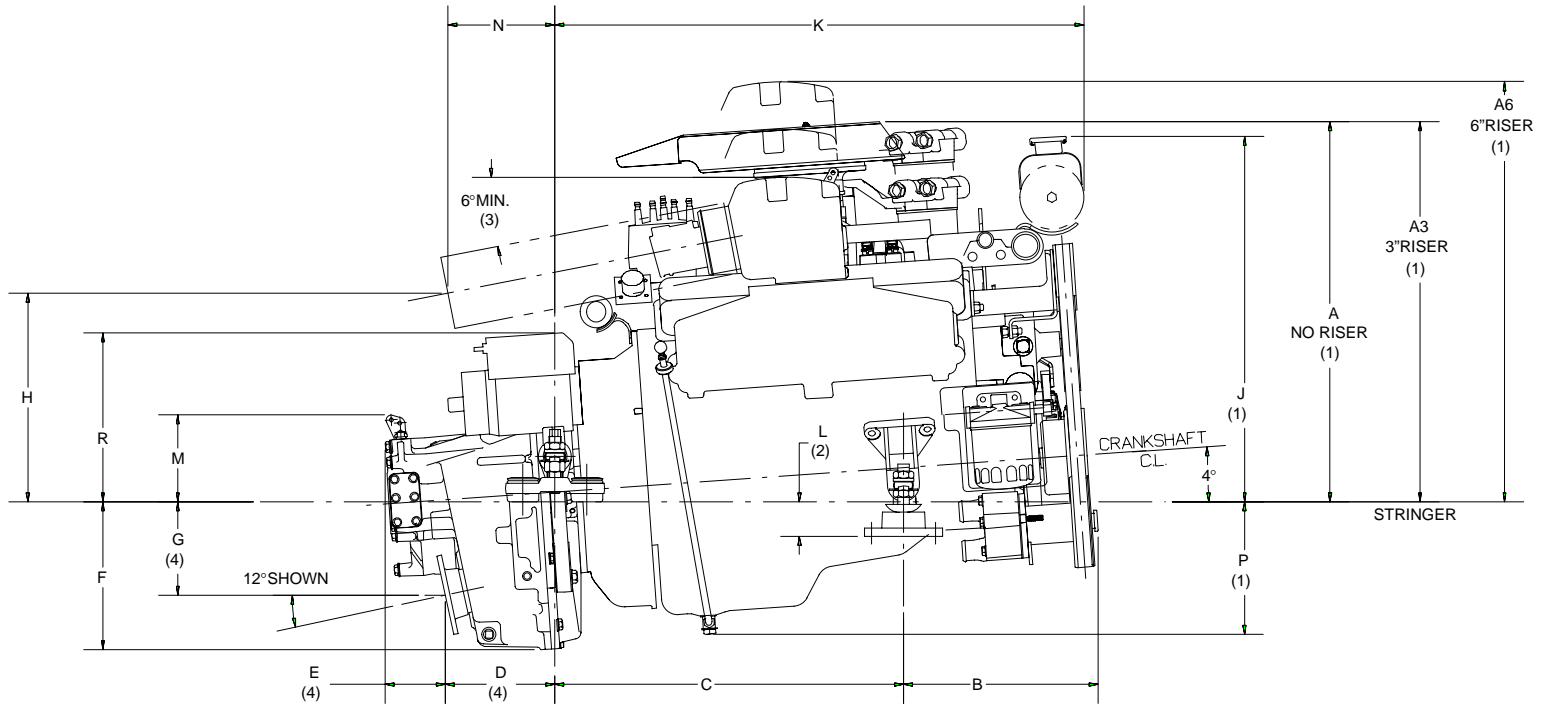 N
K
A6
6"RISER
(1)
6°MIN.
(3)
A3
3"RISER
(1)
A
NO RISER
(1)
H
R
M
J
(1)
L
(2)
CRANKSHAFT
C.L.
4°
STRINGER
G
(4)
F
P
(1)
12°SHOWN
E
(4)
D
(4)
C
B